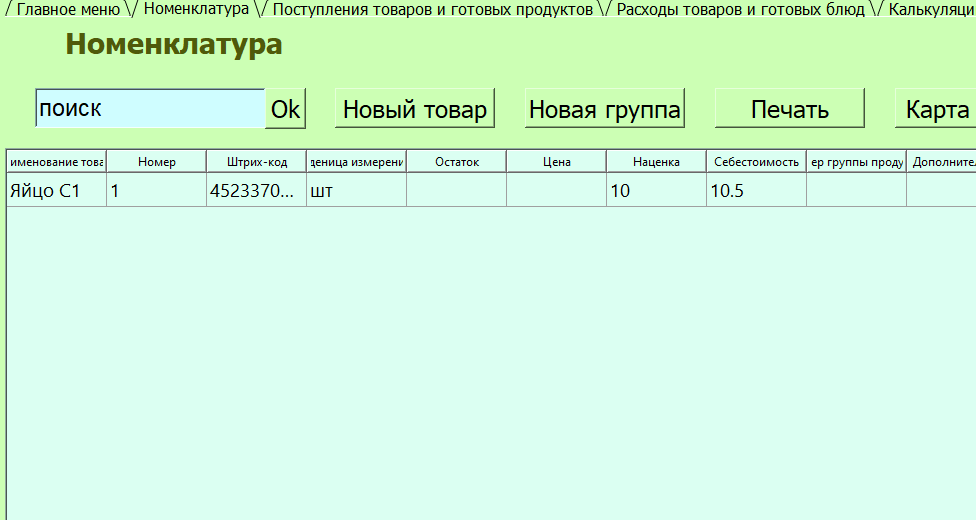 Главное меню Номенклатура Поступления товаров и готовых продуктов Расходы товаров и готовых блюд Калькуляци
Номенклатура
поиск Ok Новый товар Новая группа Печать Карта
именование това Номер Штрих-код деница измерени Остаток Цена Наценка Себестоимость ер группы проду Дополнител
Яйцо С1 1 4523370... шт 10 10.5